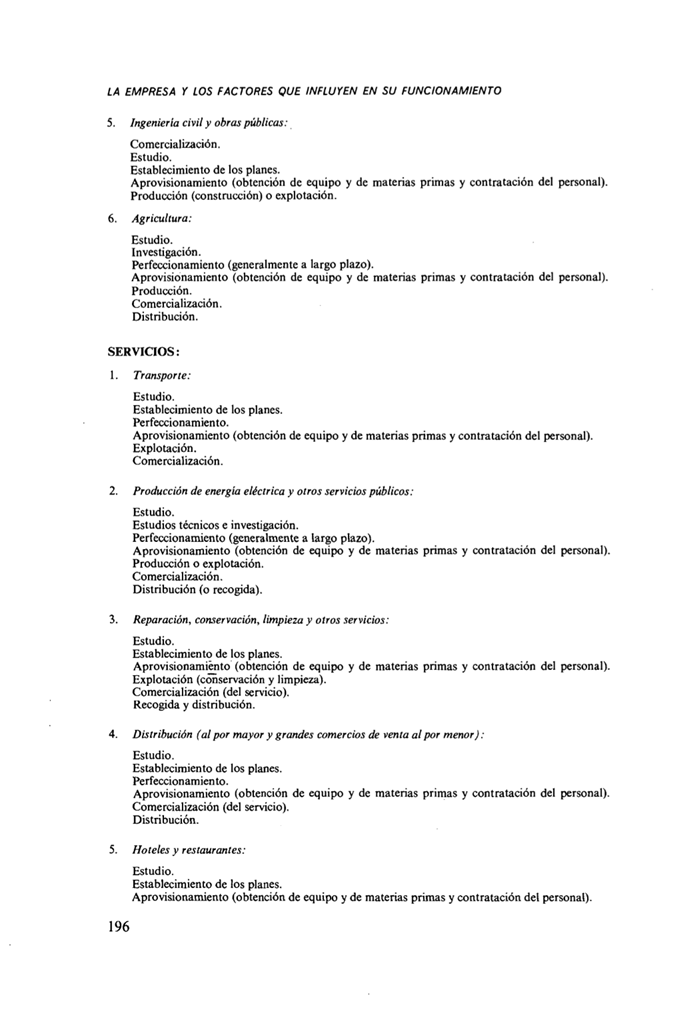 LA EMPRESA Y LOS FACTORES QUE INFLUYEN EN SU FUNCIONAMIENTO
5. Ingeniería civil y obras públicas:
Comercialización.
Estudio.
Establecimiento de los planes.
Aprovisionamiento (obtención de equipo y de materias primas y contratación del personal).
Producción (construcción) o explotación.
6. Agricultura:
Estudio.
Investigación.
Perfeccionamiento (generalmente a largo plazo).
Aprovisionamiento (obtención de equipo y de materias primas y contratación del personal).
Producción.
Comercialización.
Distribución.
SERVICIOS:
1. Transporte:
Estudio.
Establecimiento de los planes.
Perfeccionamiento.
Aprovisionamiento (obtención de equipo y de materias primas y contratación del personal).
Explotación.
Comercialización.
2. Producción de energía eléctrica y otros servicios públicos:
Estudio.
Estudios técnicos e investigación.
Perfeccionamiento (generalmente a largo plazo).
Aprovisionamiento (obtención de equipo y de materias primas y contratación del personal).
Producción o explotación.
Comercialización.
Distribución (o recogida).
3. Reparación, conservación, limpieza y otros servicios:
Estudio.
Establecimiento de los planes.
Aprovisionamiento (obtención de equipo y de materias primas y contratación del personal).
Explotación (conservación y limpieza).
Comercialización (del servicio).
Recogida y distribución.
4. Distribución (al por mayor y grandes comercios de venta al por menor):
Estudio.
Establecimiento de los planes.
Perfeccionamiento.
Aprovisionamiento (obtención de equipo y de materias primas y contratación del personal).
Comercialización (del servicio).
Distribución.
5. Hoteles y restaurantes:
Estudio.
Establecimiento de los planes.
Aprovisionamiento (obtención de equipo y de materias primas y contratación del personal).
196